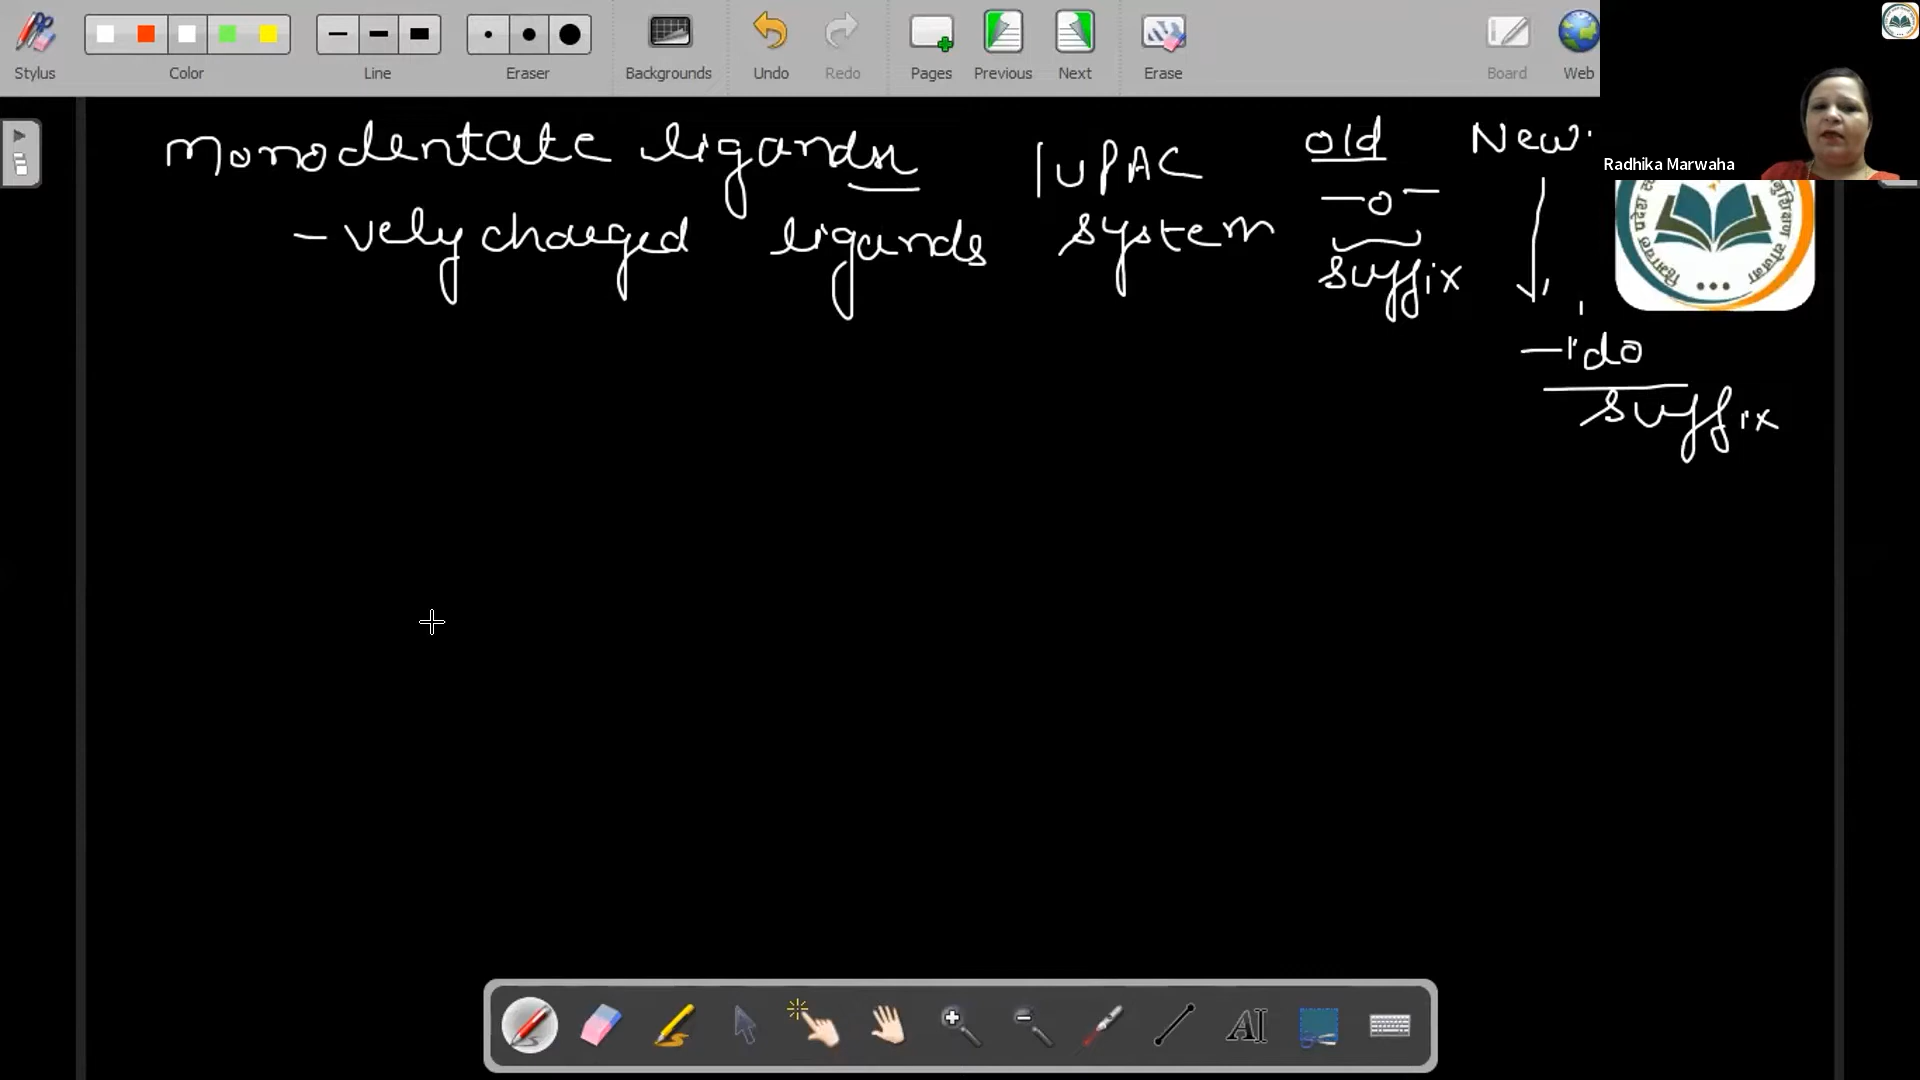 Stylus Color Line Eraser Backgrounds Undo Redo Pages Previous Next Erase Board Web
Radhika Marwaha
monodentate ligands IUPAC old New
-vely charged ligands system -o-
suffix
-ido
suffix